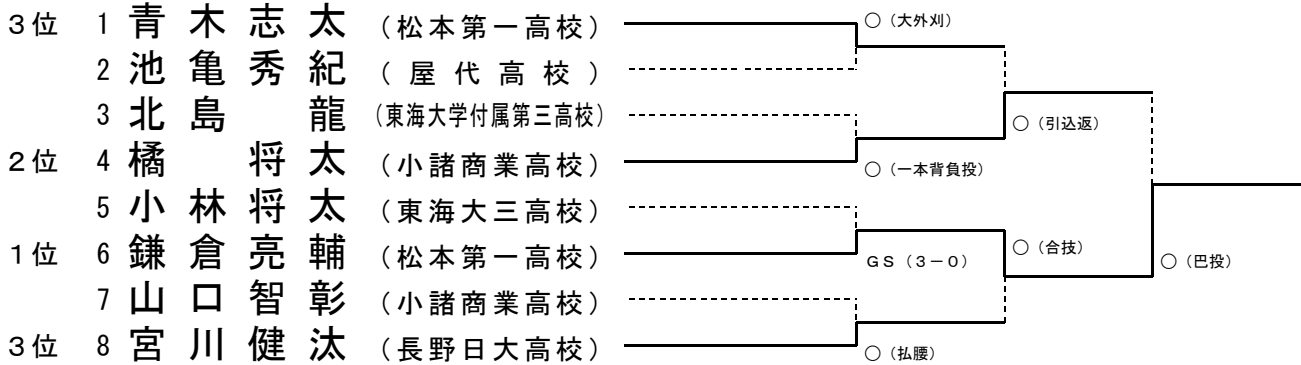 3位 1 青木志太 (松本第一高校) ○(大外刈)
2 池亀秀紀 (屋代高校)
3 北島 龍 (東海大学付属第三高校) ○(引込返)
2位 4 橘 将太 (小諸商業高校) ○(一本背負投)
5 小林将太 (東海大三高校)
1位 6 鎌倉亮輔 (松本第一高校) GS(3-0) ○(合技) ○(巴投)
7 山口智彰 (小諸商業高校)
3位 8 宮川健汰 (長野日大高校) ○(払腰)